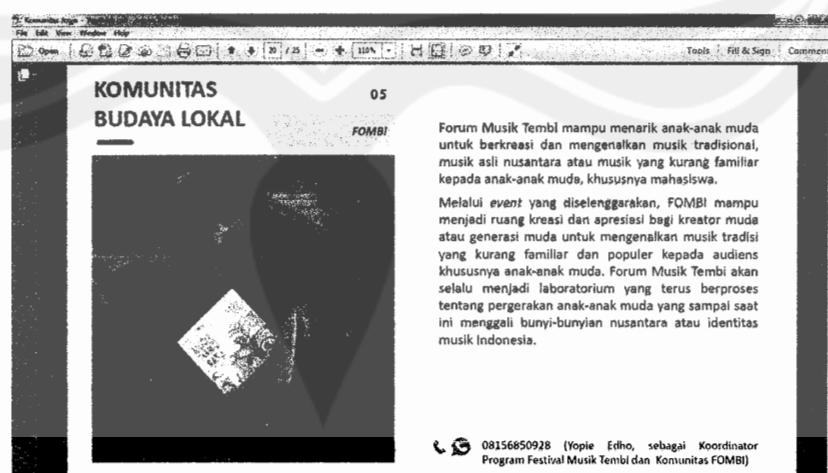 Komunitas Jogja -
File Edit View Window Help
Open 20 / 25 110% Tools Fill & Sign Comment
KOMUNITAS
BUDAYA LOKAL
05
FOMBI
Forum Musik Tembi mampu menarik anak-anak muda
untuk berkreasi dan mengenalkan musik tradisional,
musik asli nusantara atau musik yang kurang familiar
kepada anak-anak muda, khususnya mahasiswa.
Melalui event yang diselenggarakan, FOMBI mampu
menjadi ruang kreasi dan apresiasi bagi kreator muda
atau generasi muda untuk mengenalkan musik tradisi
yang kurang familiar dan populer kepada audiens
khususnya anak-anak muda. Forum Musik Tembi akan
selalu menjadi laboratorium yang terus berproses
tentang pergerakan anak-anak muda yang sampai saat
ini menggali bunyi-bunyian nusantara atau identitas
musik Indonesia.
08156850928 (Yopie Edho, sebagai Koordinator
Program Festival Musik Tembi dan Komunitas FOMBI)